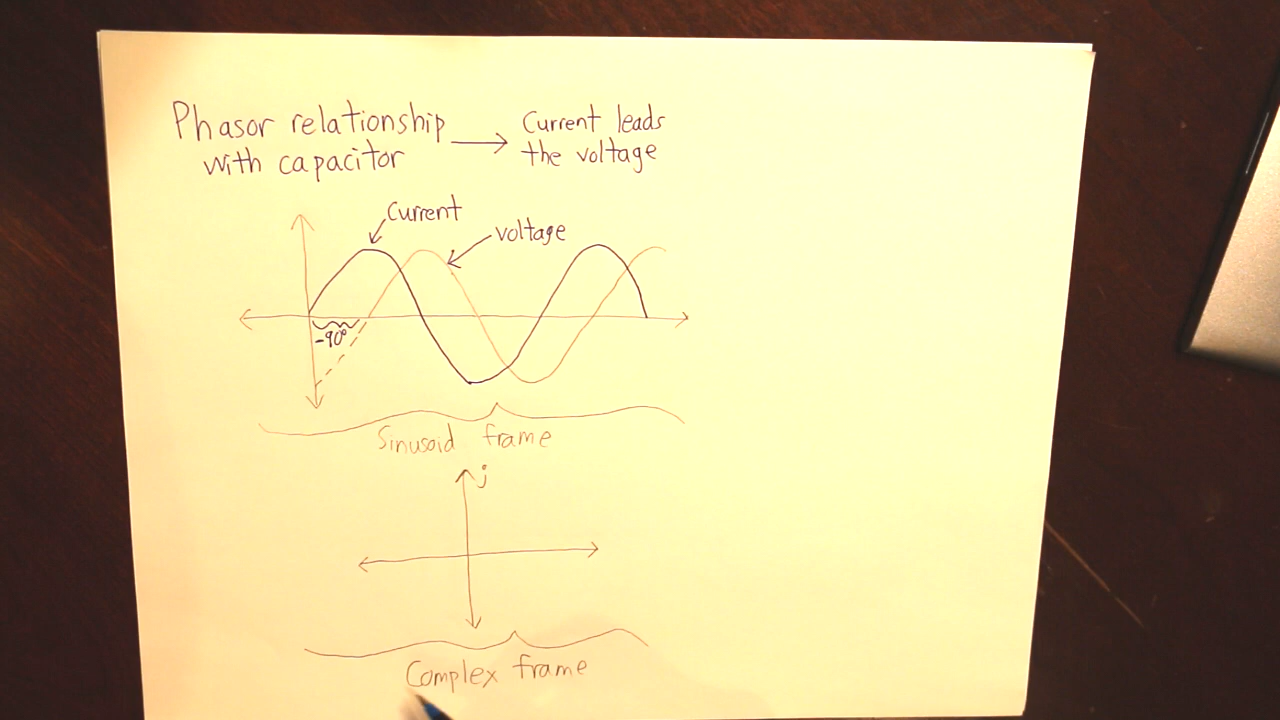 Phasor relationship
with capacitor
Current leads
the voltage
Current
voltage
-90°
Sinusoid frame
j
Complex frame